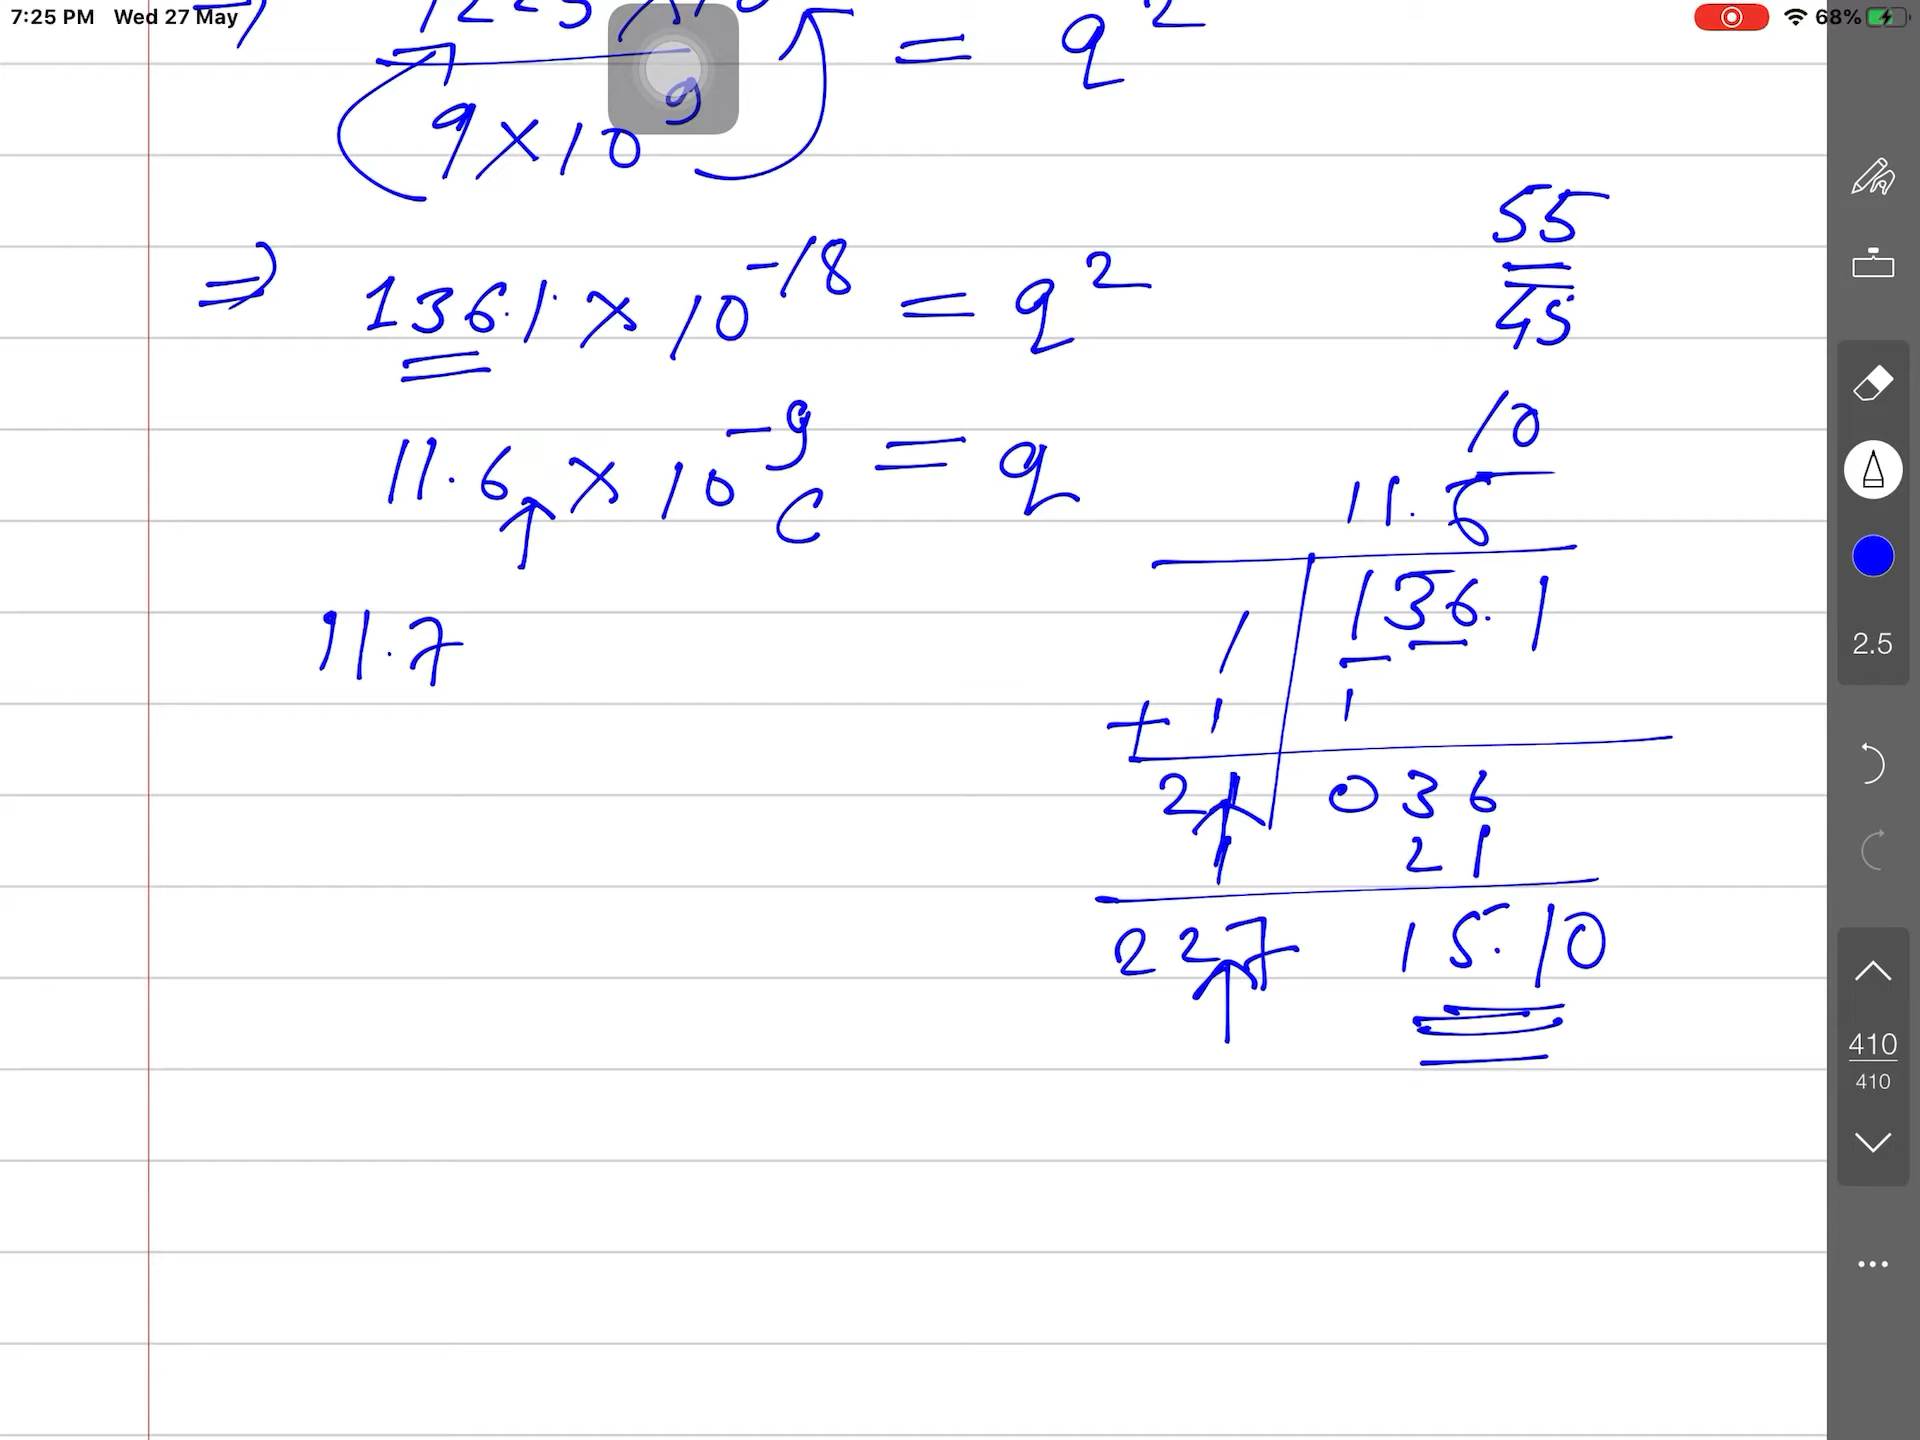 7:25 PM Wed 27 May 68%
= q²
9 × 10⁹
55
⇒ 136.1 × 10⁻¹⁸ = q²
45
10
11.6 × 10⁻⁹ C = q
11.6
1 136.1
11.7
+ 1 1
21 036
21
227 15.10
2.5
410
410